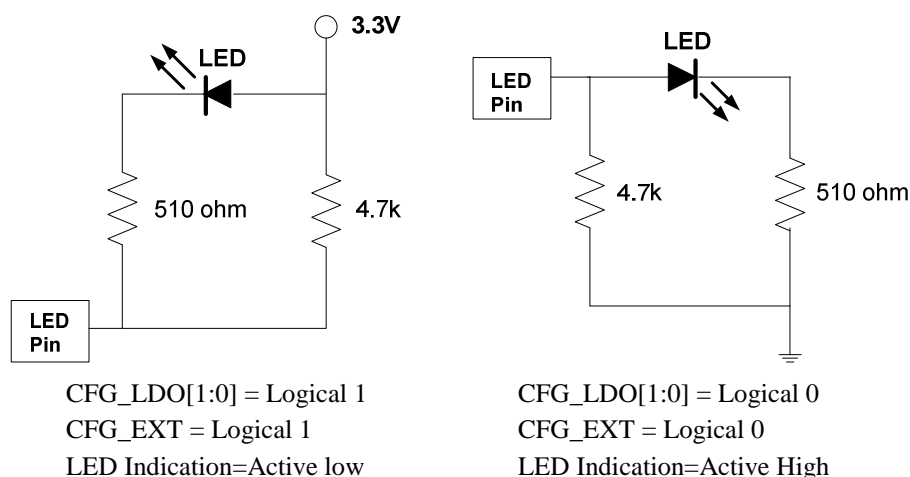 3.3V
LED
510 ohm
4.7k
LED
Pin
CFG_LDO[1:0] = Logical 1
CFG_EXT = Logical 1
LED Indication=Active low
LED
LED
Pin
4.7k
510 ohm
CFG_LDO[1:0] = Logical 0
CFG_EXT = Logical 0
LED Indication=Active High